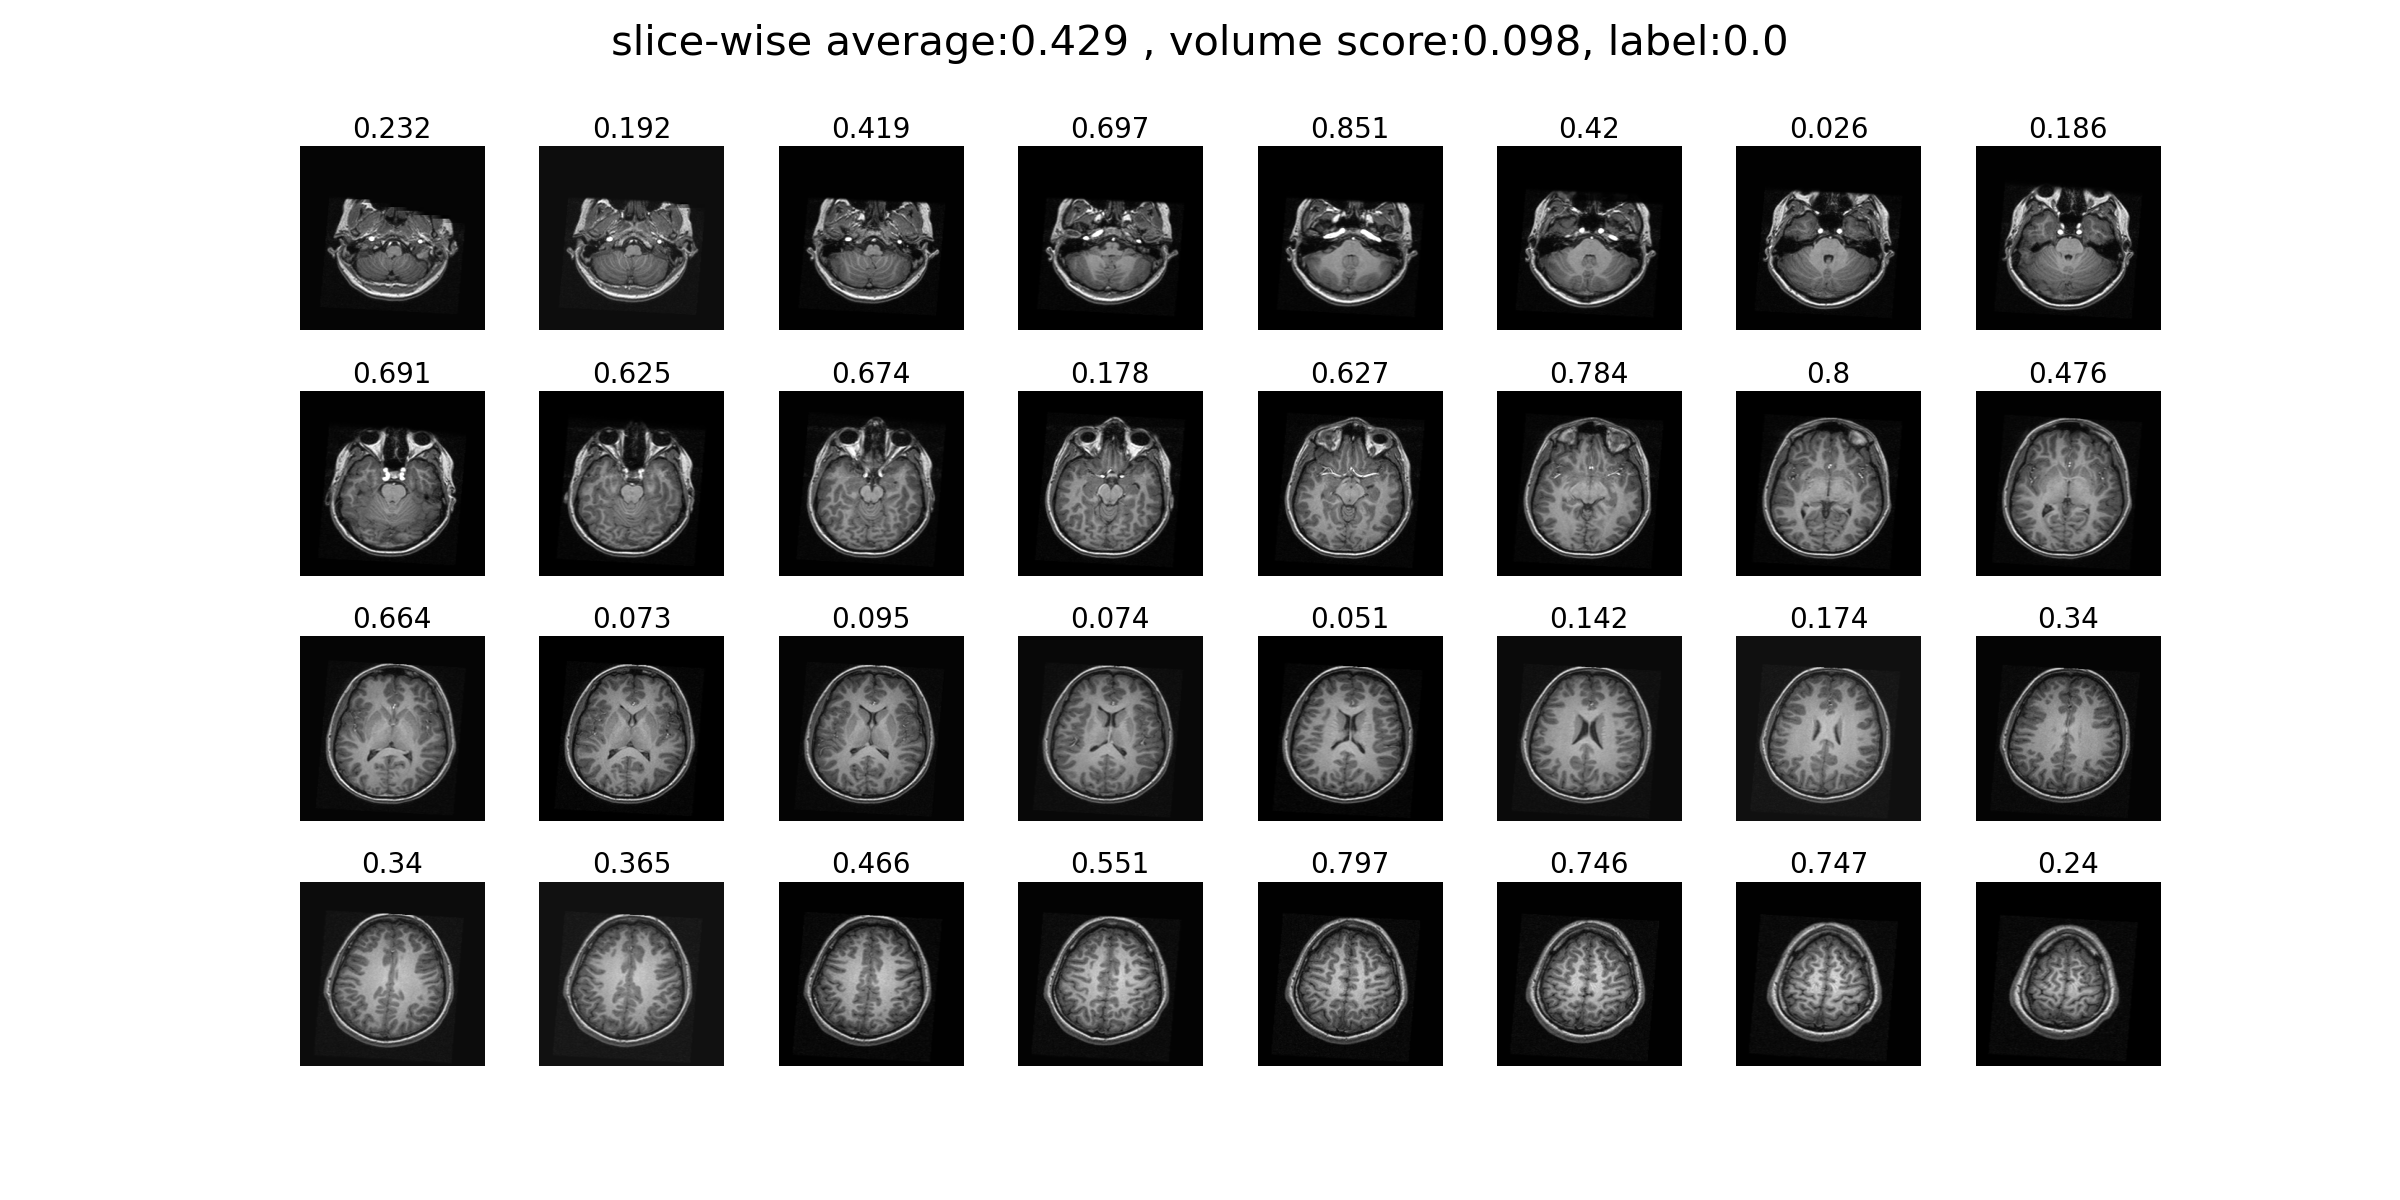 slice-wise average:0.429 , volume score:0.098, label:0.0
0.232 0.192 0.419 0.697 0.851 0.42 0.026 0.186
0.691 0.625 0.674 0.178 0.627 0.784 0.8 0.476
0.664 0.073 0.095 0.074 0.051 0.142 0.174 0.34
0.34 0.365 0.466 0.551 0.797 0.746 0.747 0.24